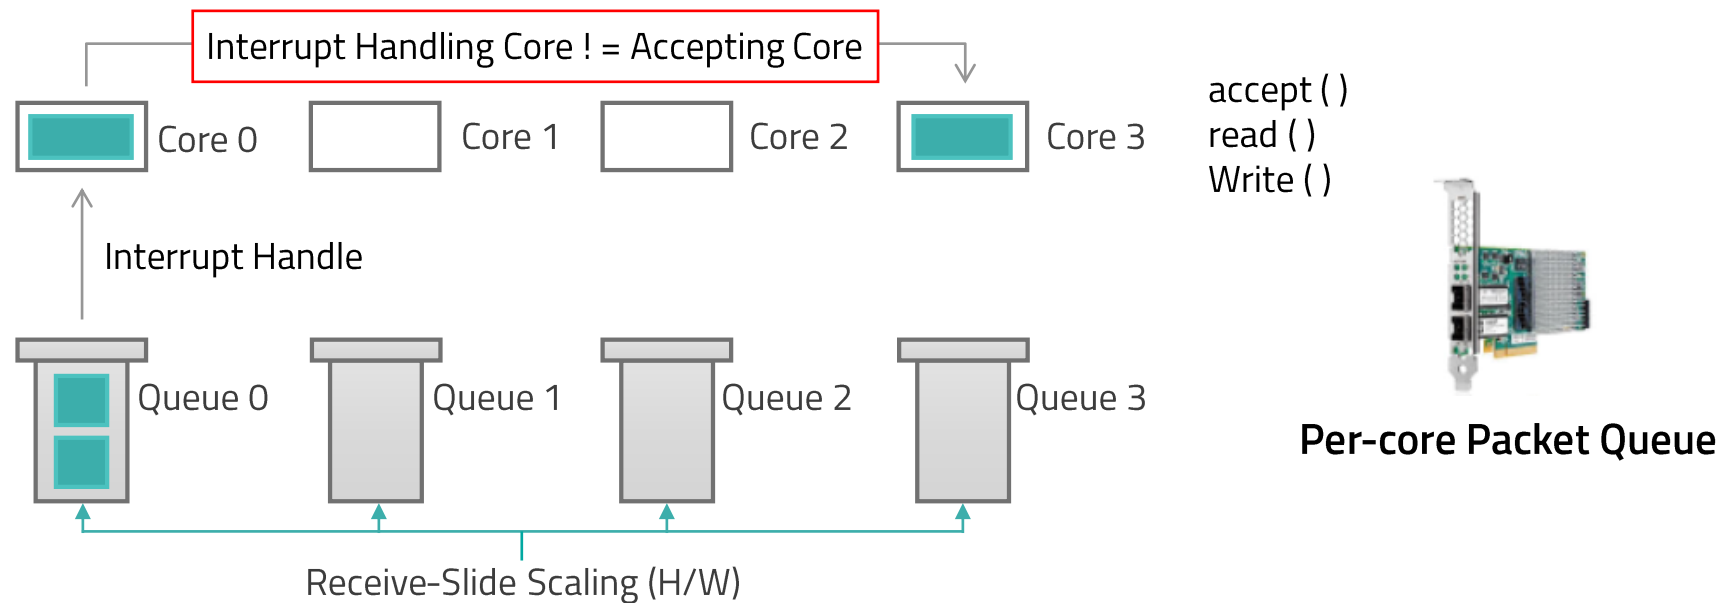 Interrupt Handling Core ! = Accepting Core
accept ( )
read ( )
Write ( )
Core 0
Core 1
Core 2
Core 3
Interrupt Handle
Queue 0
Queue 1
Queue 2
Queue 3
Per-core Packet Queue
Receive-Slide Scaling (H/W)